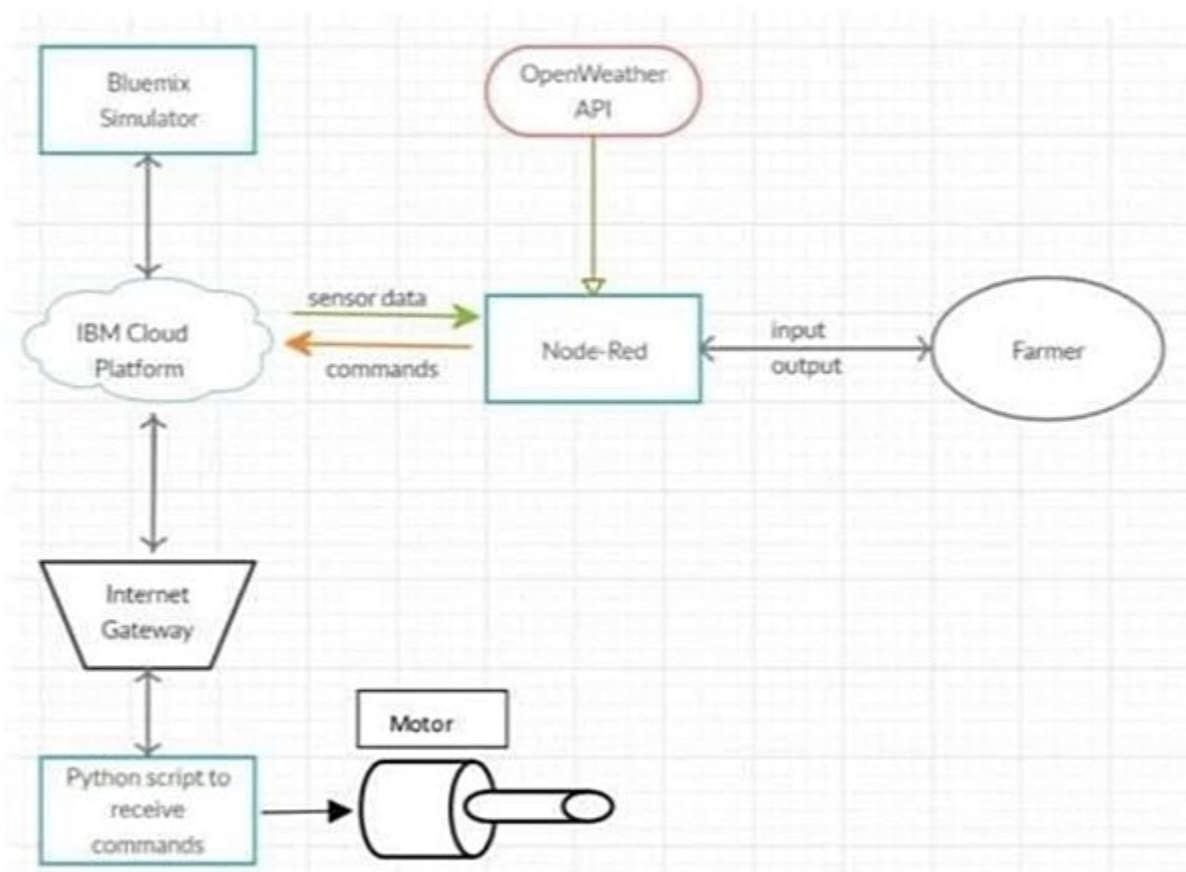 Bluemix
Simulator
OpenWeather
API
IBM Cloud
Platform
sensor data
commands
Node-Red
input
output
Farmer
Internet
Gateway
Motor
Python script to
receive
commands